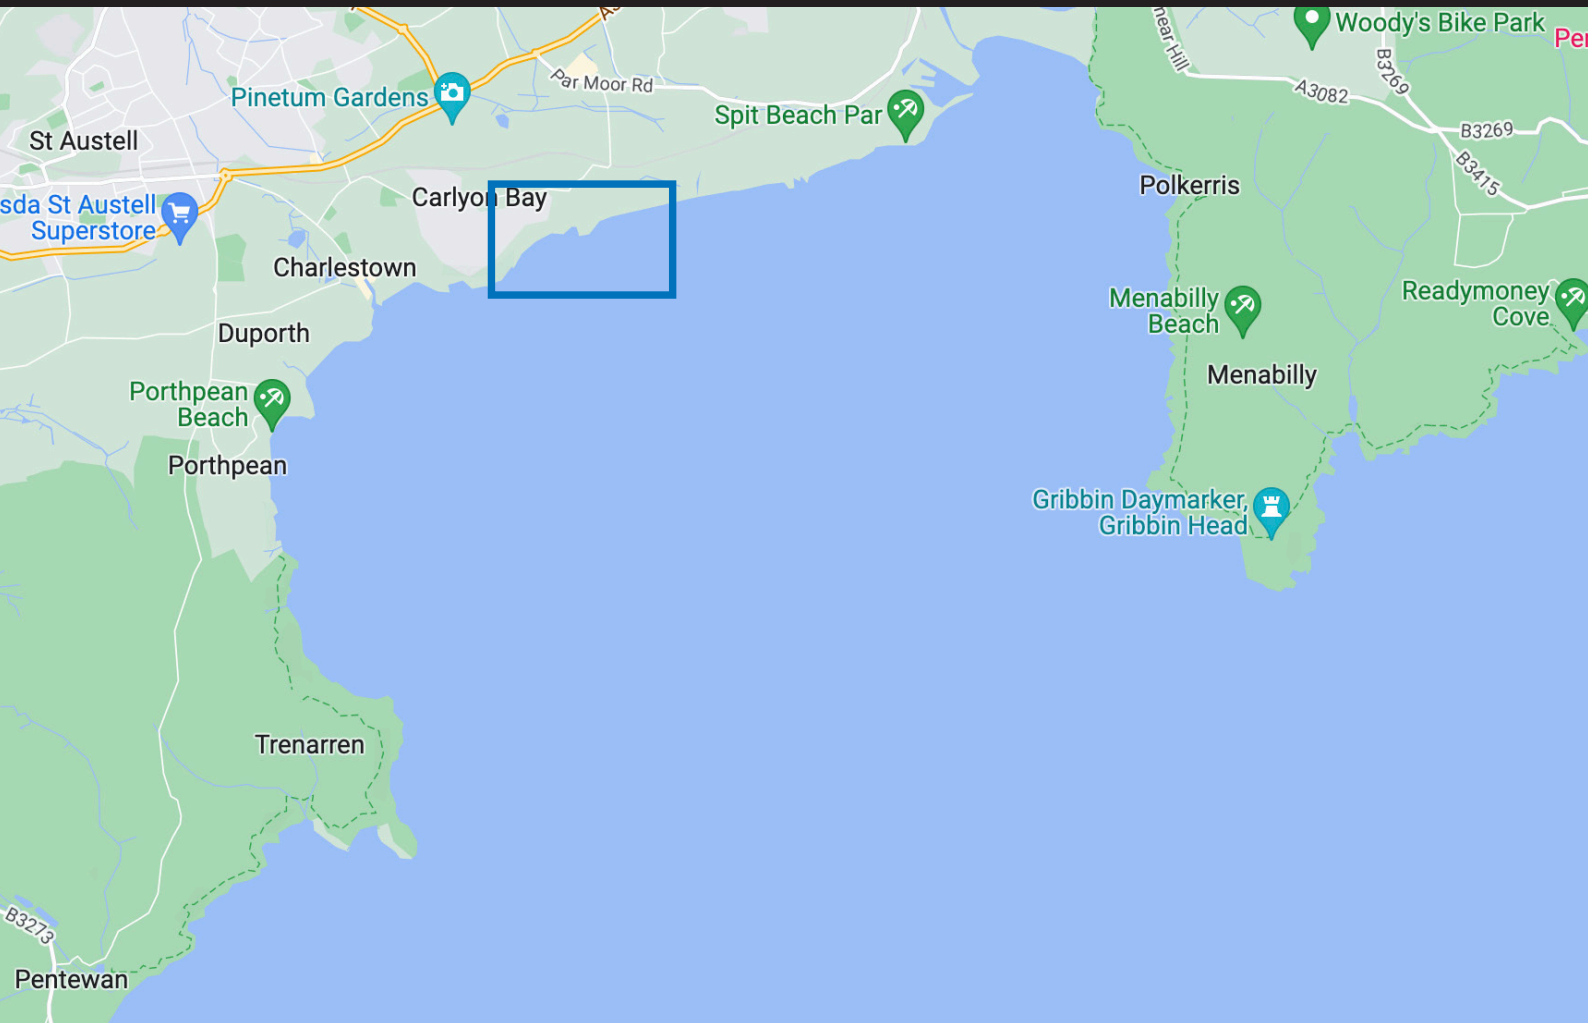 Woody's Bike Park
near Hill
B3269
A3082
Par Moor Rd
Pinetum Gardens
Spit Beach Par
B3269
St Austell
B3415
Polkerris
Carlyon Bay
St Austell
Superstore
Charlestown
Menabilly
Beach
Readymoney
Cove
Duporth
Menabilly
Porthpean
Beach
Porthpean
Gribbin Daymarker,
Gribbin Head
Trenarren
B3273
Pentewan